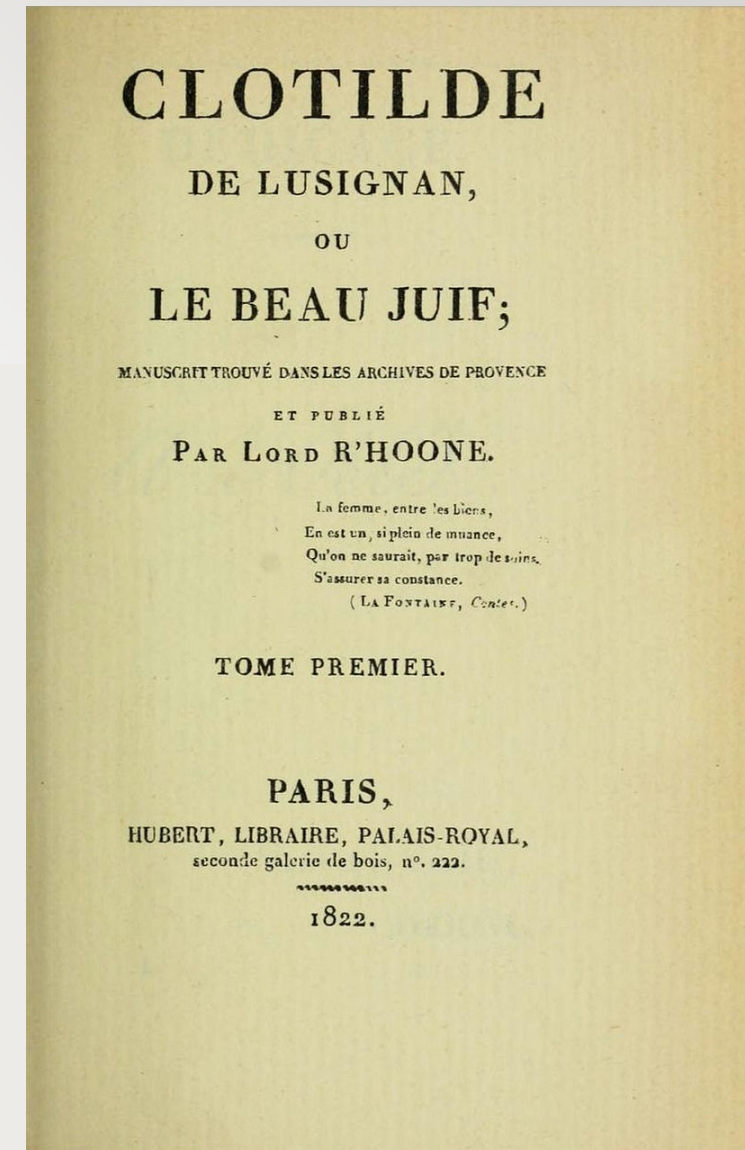 CLOTILDE
DE LUSIGNAN,
OU
LE BEAU JUIF;
MANUSCRIT TROUVÉ DANS LES ARCHIVES DE PROVENCE
ET PUBLIÉ
PAR LORD R'HOONE.
La femme, entre les biens,
En est un, si plein de muance,
Qu'on ne saurait, par trop de soins,
S'assurer sa constance.
( LA FONTAINE, Contes.)
TOME PREMIER.
PARIS,
HUBERT, LIBRAIRE, PALAIS-ROYAL,
seconde galerie de bois, nº. 222.
1822.